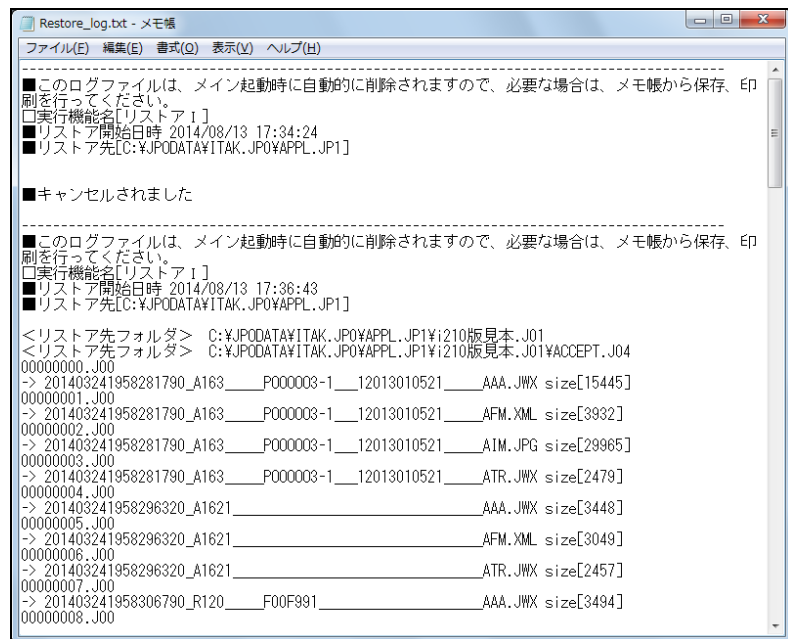 Restore_log.txt - メモ帳
ファイル(F) 編集(E) 書式(O) 表示(V) ヘルプ(H)
--------------------------------------------------------------------------------
■このログファイルは、メイン起動時に自動的に削除されますので、必要な場合は、メモ帳から保存、印
刷を行ってください。
□実行機能名[リストアⅠ]
■リストア開始日時 2014/08/13 17:34:24
■リストア先[C:¥JPODATA¥ITAK.JP0¥APPL.JP1]
■キャンセルされました
--------------------------------------------------------------------------------
■このログファイルは、メイン起動時に自動的に削除されますので、必要な場合は、メモ帳から保存、印
刷を行ってください。
□実行機能名[リストアⅠ]
■リストア開始日時 2014/08/13 17:36:43
■リストア先[C:¥JPODATA¥ITAK.JP0¥APPL.JP1]
＜リストア先フォルダ＞ C:¥JPODATA¥ITAK.JP0¥APPL.JP1¥i210版見本.J01
＜リストア先フォルダ＞ C:¥JPODATA¥ITAK.JP0¥APPL.JP1¥i210版見本.J01¥ACCEPT.J04
00000000.J00
-> 201403241958281790_A163_____P000003-1___12013010521_____AAA.JWX size[15445]
00000001.J00
-> 201403241958281790_A163_____P000003-1___12013010521_____AFM.XML size[3932]
00000002.J00
-> 201403241958281790_A163_____P000003-1___12013010521_____AIM.JPG size[29965]
00000003.J00
-> 201403241958281790_A163_____P000003-1___12013010521_____ATR.JWX size[2479]
00000004.J00
-> 201403241958296320_A1621__________________________________AAA.JWX size[3448]
00000005.J00
-> 201403241958296320_A1621__________________________________AFM.XML size[3049]
00000006.J00
-> 201403241958296320_A1621__________________________________ATR.JWX size[2457]
00000007.J00
-> 201403241958306790_R120_____F00F991______________________AAA.JWX size[3494]
00000008.J00